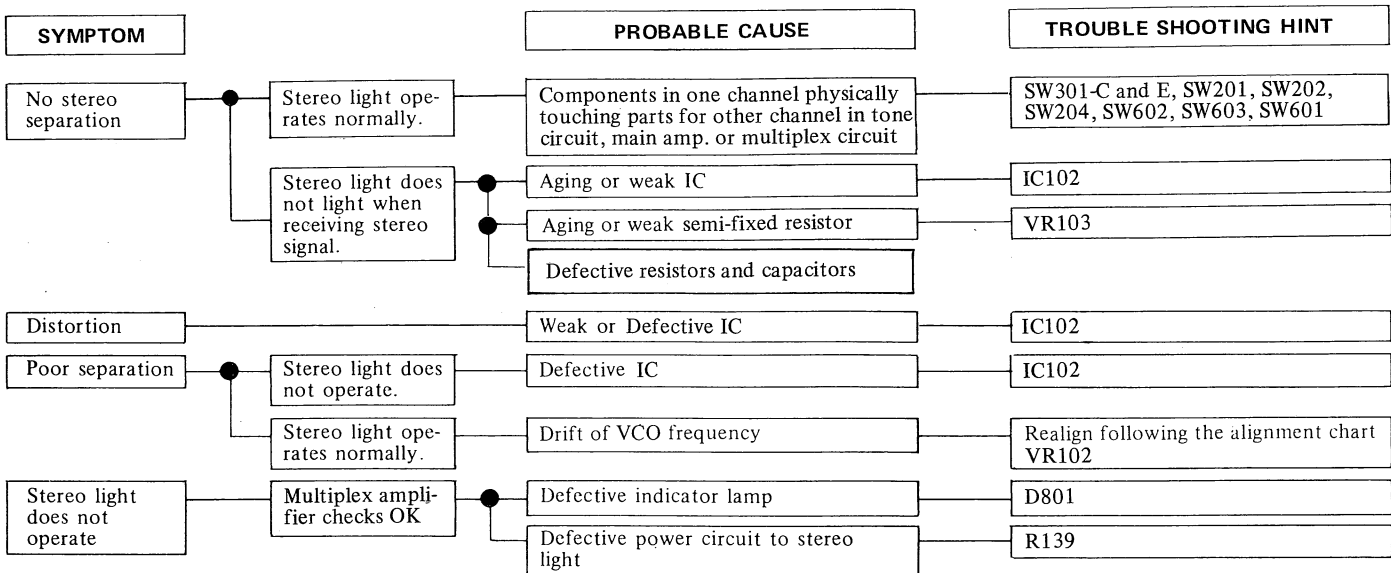 SYMPTOM
PROBABLE CAUSE
TROUBLE SHOOTING HINT
No stereo
separation
Stereo light ope-
rates normally.
Components in one channel physically
touching parts for other channel in tone
circuit, main amp. or multiplex circuit
SW301-C and E, SW201, SW202,
SW204, SW602, SW603, SW601
Stereo light does
not light when
receiving stereo
signal.
Aging or weak IC
IC102
Aging or weak semi-fixed resistor
VR103
Defective resistors and capacitors
Distortion
Weak or Defective IC
IC102
Poor separation
Stereo light does
not operate.
Defective IC
IC102
Stereo light ope-
rates normally.
Drift of VCO frequency
Realign following the alignment chart
VR102
Stereo light
does not
operate
Multiplex ampli-
fier checks OK
Defective indicator lamp
D801
Defective power circuit to stereo
light
R139